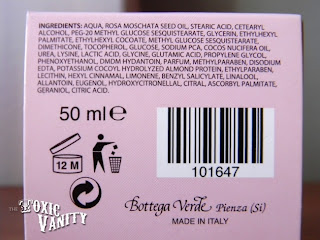 INGREDIENTS: AQUA, ROSA MOSCHATA SEED OIL, STEARIC ACID, CETEARYL
ALCOHOL, PEG-20 METHYL GLUCOSE SESQUISTEARATE, GLYCERIN, ETHYLHEXYL
PALMITATE, ETHYLHEXYL COCOATE, METHYL GLUCOSE SESQUISTEARATE,
DIMETHICONE, TOCOPHEROL, GLUCOSE, SODIUM PCA, COCOS NUCIFERA OIL,
UREA, LYSINE, LACTIC ACID, GLYCINE, GLUTAMIC ACID, PROPYLENE GLYCOL,
PHENOXYETHANOL, DMDM HYDANTOIN, PARFUM, METHYLPARABEN, DISODIUM
EDTA, POTASSIUM COCOYL HYDROLYZED ALMOND PROTEIN, ETHYLPARABEN,
LECITHIN, HEXYL CINNAMAL, LIMONENE, BENZYL SALICYLATE, LINALOOL,
ALLANTOIN, EUGENOL, HYDROXYCITRONELLAL, CITRAL, ASCORBYL PALMITATE,
GERANIOL, CITRIC ACID.
50 ml e
12 M
101647
Bottega Verde Pienza (Si)
MADE IN ITALY
THE TOXIC
VANITY